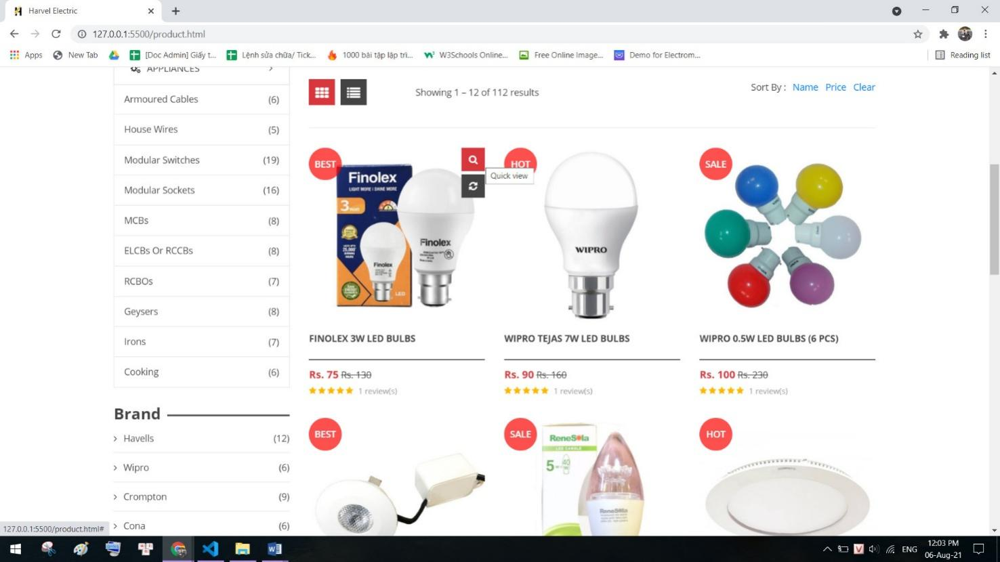 Harvel Electric
127.0.0.1:5500/product.html
Apps
New Tab
[Doc Admin] Giấy t...
Lệnh sửa chữa/ Tick...
1000 bài tập lập trì...
W3Schools Online...
Free Online Image...
Demo for Electrom...
Reading list
APPLIANCES
Armoured Cables (6)
House Wires (5)
Modular Switches (19)
Modular Sockets (16)
MCBs (8)
ELCBs Or RCCBs (8)
RCBOs (7)
Geysers (8)
Irons (7)
Cooking (6)
Brand
Havells (12)
Wipro (6)
Crompton (9)
Cona (6)
Showing 1 – 12 of 112 results
Sort By : Name Price Clear
BEST
Finolex
LIGHT MORE | SHINE MORE
3 Watt
Finolex
Finolex
LED
Quick view
FINOLEX 3W LED BULBS
Rs. 75 Rs. 130
1 review(s)
HOT
WIPRO
WIPRO TEJAS 7W LED BULBS
Rs. 90 Rs. 160
1 review(s)
SALE
WIPRO 0.5W LED BULBS (6 PCS)
Rs. 100 Rs. 230
1 review(s)
BEST
SALE
ReneSola
LED CANDLE
5W 40
ReneSola
HOT
127.0.0.1:5500/product.html#
ENG
12:03 PM
06-Aug-21